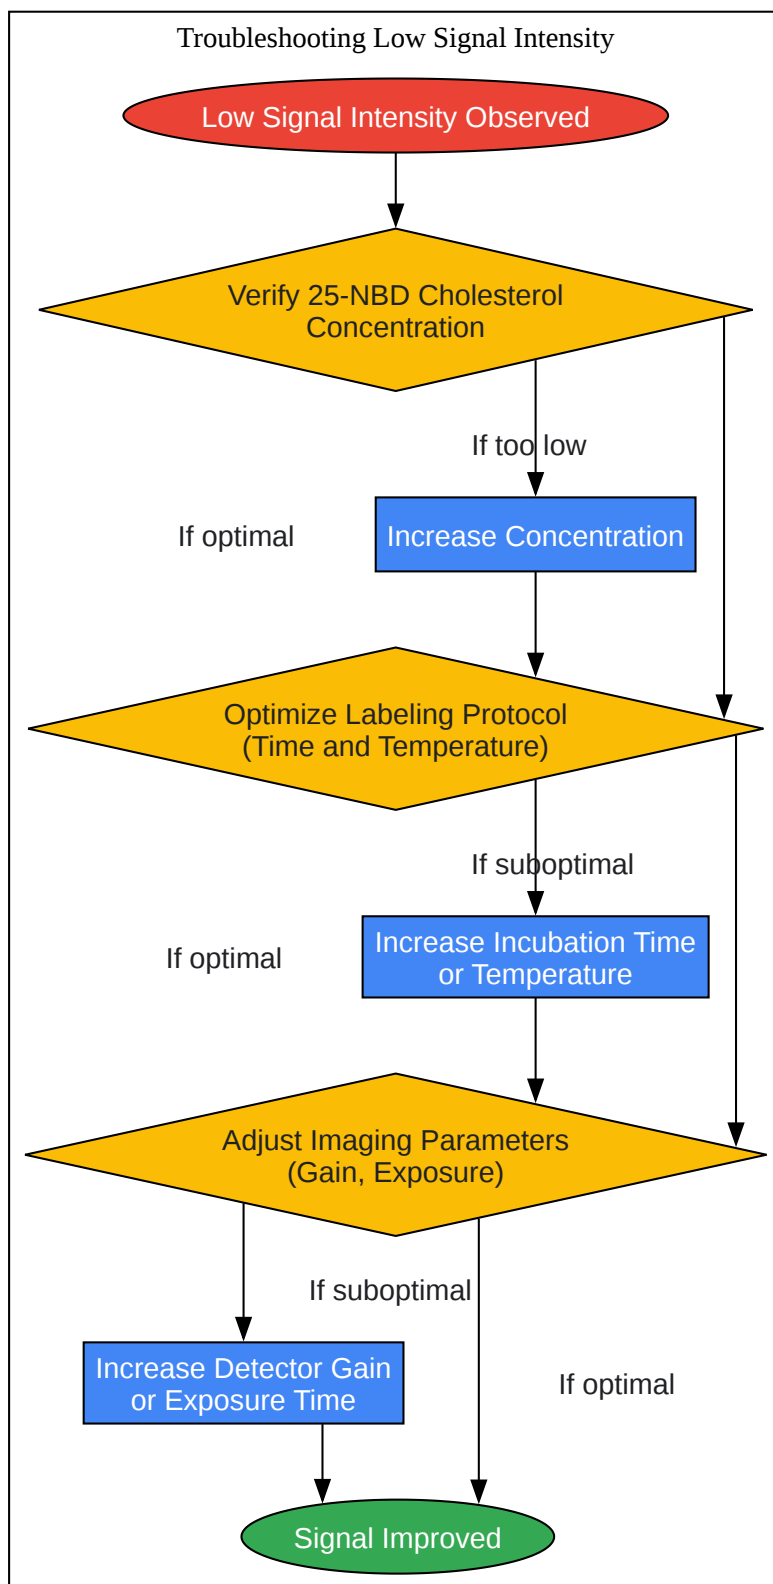 Troubleshooting Low Signal Intensity
Low Signal Intensity Observed
Verify 25-NBD Cholesterol
Concentration
If too low
If optimal
Increase Concentration
Optimize Labeling Protocol
(Time and Temperature)
If suboptimal
If optimal
Increase Incubation Time
or Temperature
Adjust Imaging Parameters
(Gain, Exposure)
If suboptimal
Increase Detector Gain
or Exposure Time
If optimal
Signal Improved